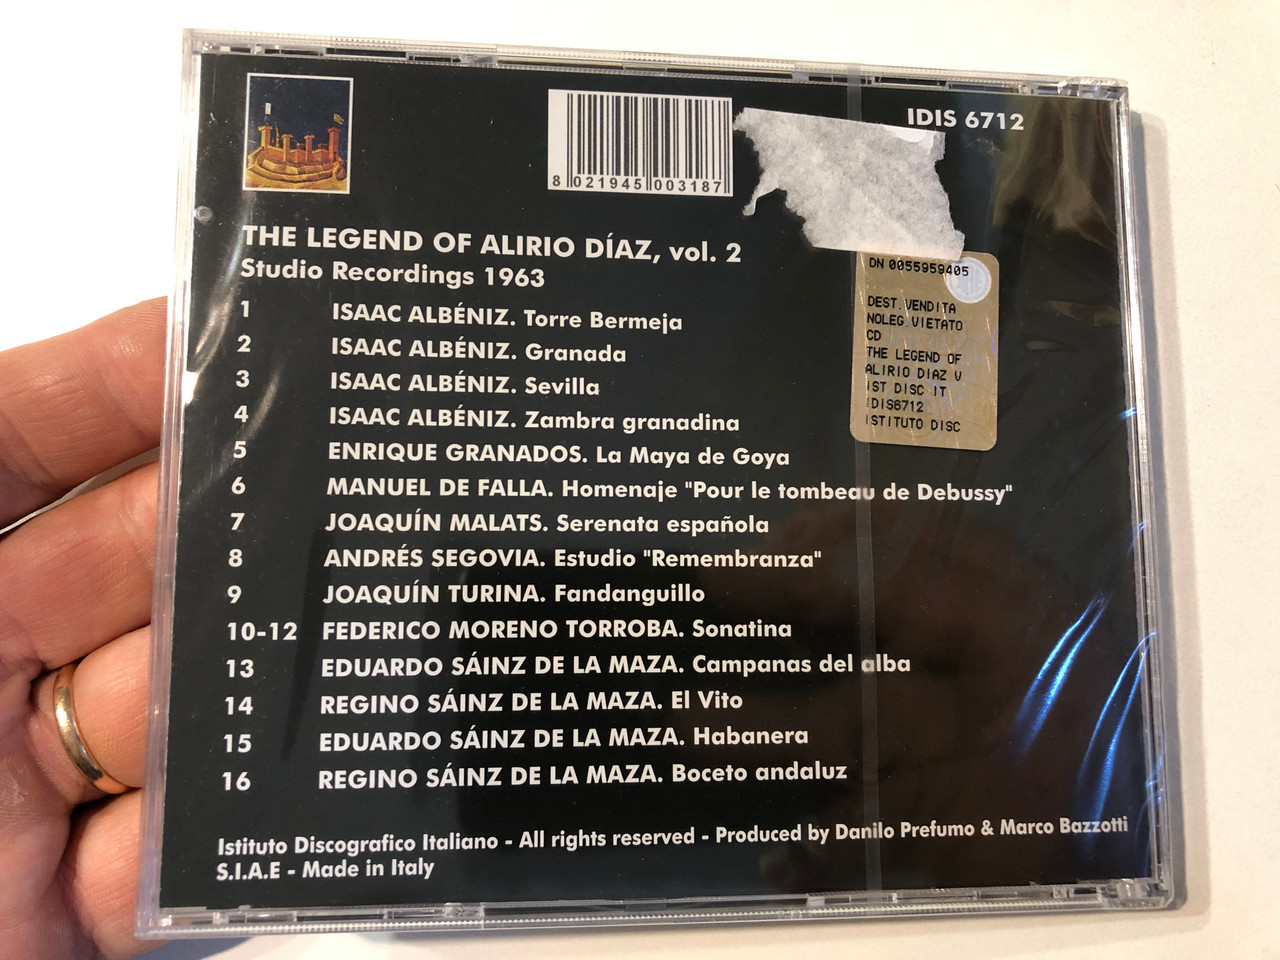 IDIS 6712
8 021945 003187
THE LEGEND OF ALIRIO DÍAZ, vol. 2
Studio Recordings 1963
1 ISAAC ALBÉNIZ. Torre Bermeja
2 ISAAC ALBÉNIZ. Granada
3 ISAAC ALBÉNIZ. Sevilla
4 ISAAC ALBÉNIZ. Zambra granadina
5 ENRIQUE GRANADOS. La Maya de Goya
6 MANUEL DE FALLA. Homenaje "Pour le tombeau de Debussy"
7 JOAQUÍN MALATS. Serenata española
8 ANDRÉS SEGOVIA. Estudio "Remembranza"
9 JOAQUÍN TURINA. Fandanguillo
10-12 FEDERICO MORENO TORROBA. Sonatina
13 EDUARDO SÁINZ DE LA MAZA. Campanas del alba
14 REGINO SÁINZ DE LA MAZA. El Vito
15 EDUARDO SÁINZ DE LA MAZA. Habanera
16 REGINO SÁINZ DE LA MAZA. Boceto andaluz
DN 0055959405
DEST.VENDITA
NOLEG.VIETATO
CD
THE LEGEND OF
ALIRIO DIAZ V
IST DISC IT
IDIS6712
ISTITUTO DISC
Istituto Discografico Italiano - All rights reserved - Produced by Danilo Prefumo & Marco Bazzotti
S.I.A.E - Made in Italy